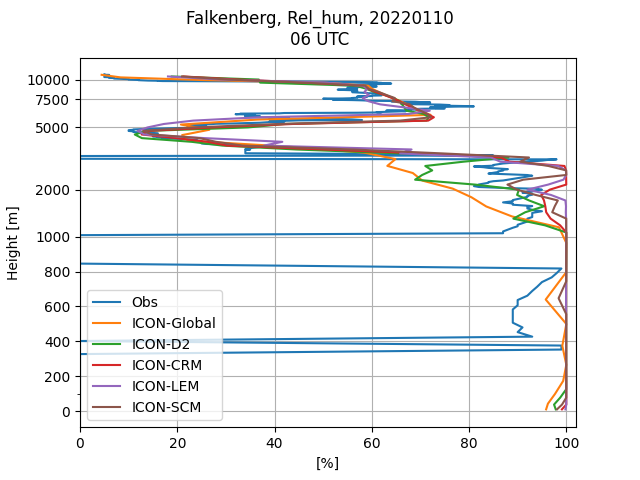 Falkenberg, Rel_hum, 20220110
06 UTC
Height [m]
10000
7500
5000
2000
1000
800
600
400
200
0
Obs
ICON-Global
ICON-D2
ICON-CRM
ICON-LEM
ICON-SCM
0 20 40 60 80 100
[%]